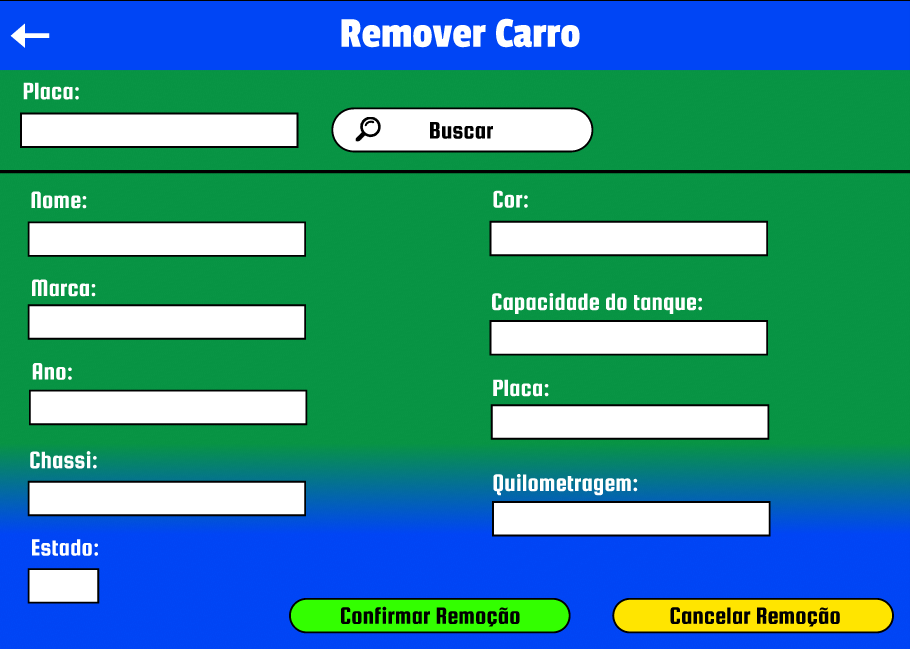 Remover Carro
Placa:
Buscar
Nome:
Cor:
Marca:
Capacidade do tanque:
Ano:
Placa:
Chassi:
Quilometragem:
Estado:
Confirmar Remoção
Cancelar Remoção